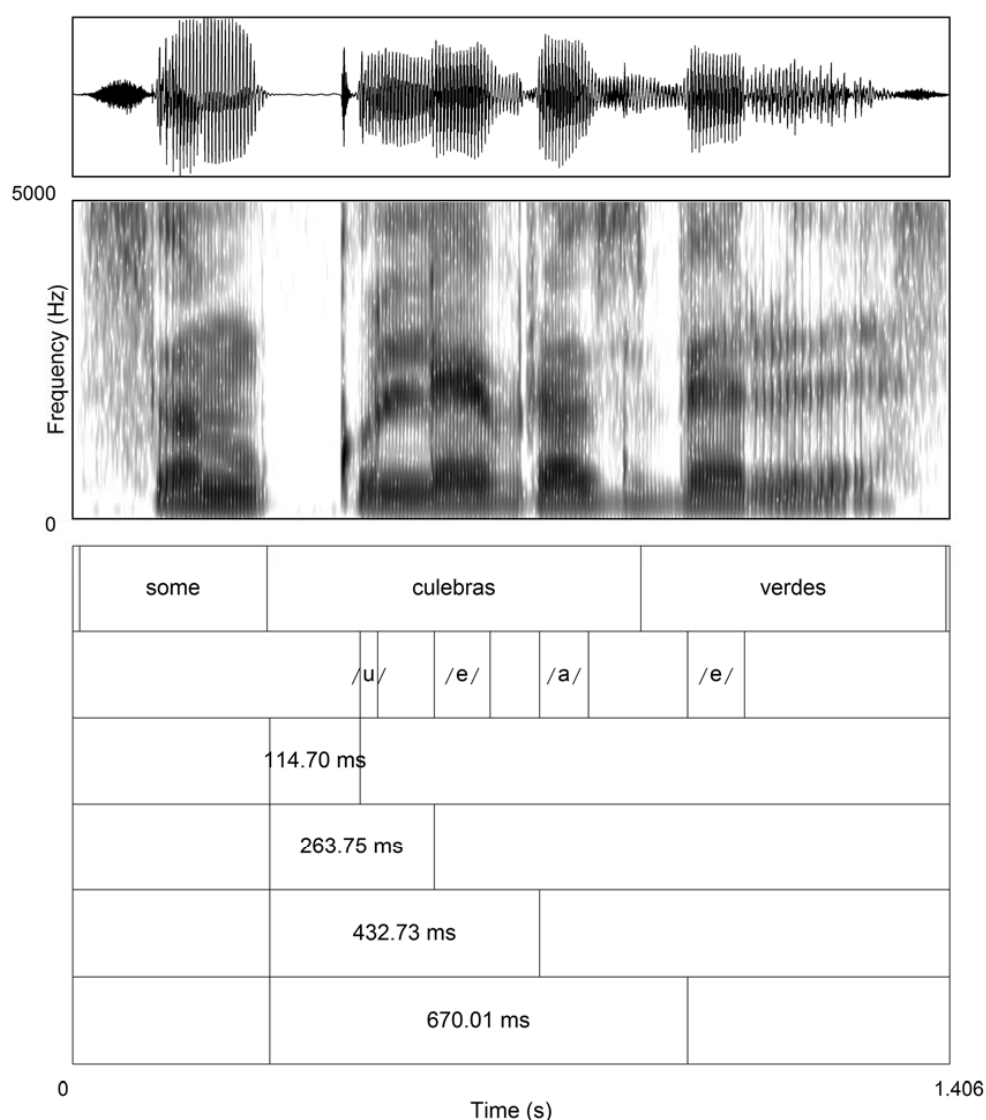 5000
Frequency (Hz)
0
some culebras verdes
/u/ /e/ /a/ /e/
114.70 ms
263.75 ms
432.73 ms
670.01 ms
0 1.406
Time (s)